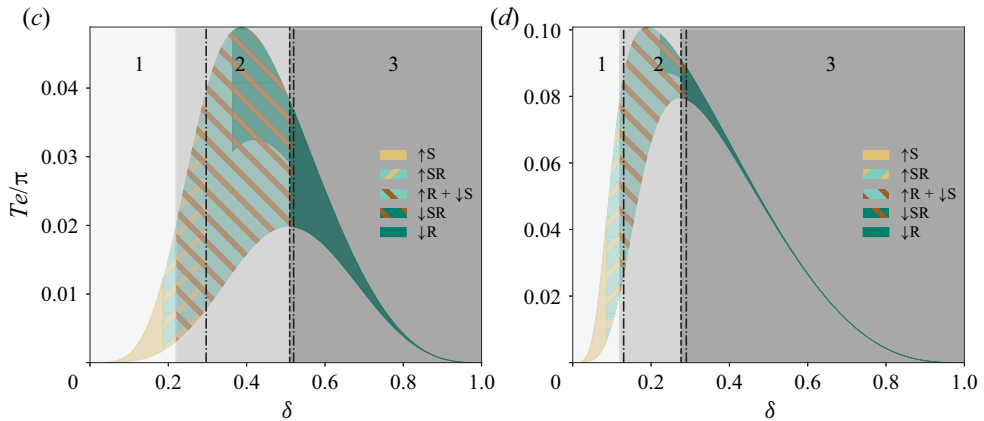 (c)
(d)
1 2 3
0.04
0.03
0.02
0.01
Te/π
↑S
↑SR
↑R + ↓S
↓SR
↓R
0 0.2 0.4 0.6 0.8 1.0
δ
1 2 3
0.10
0.08
0.06
0.04
0.02
↑S
↑SR
↑R + ↓S
↓SR
↓R
0 0.2 0.4 0.6 0.8 1.0
δ